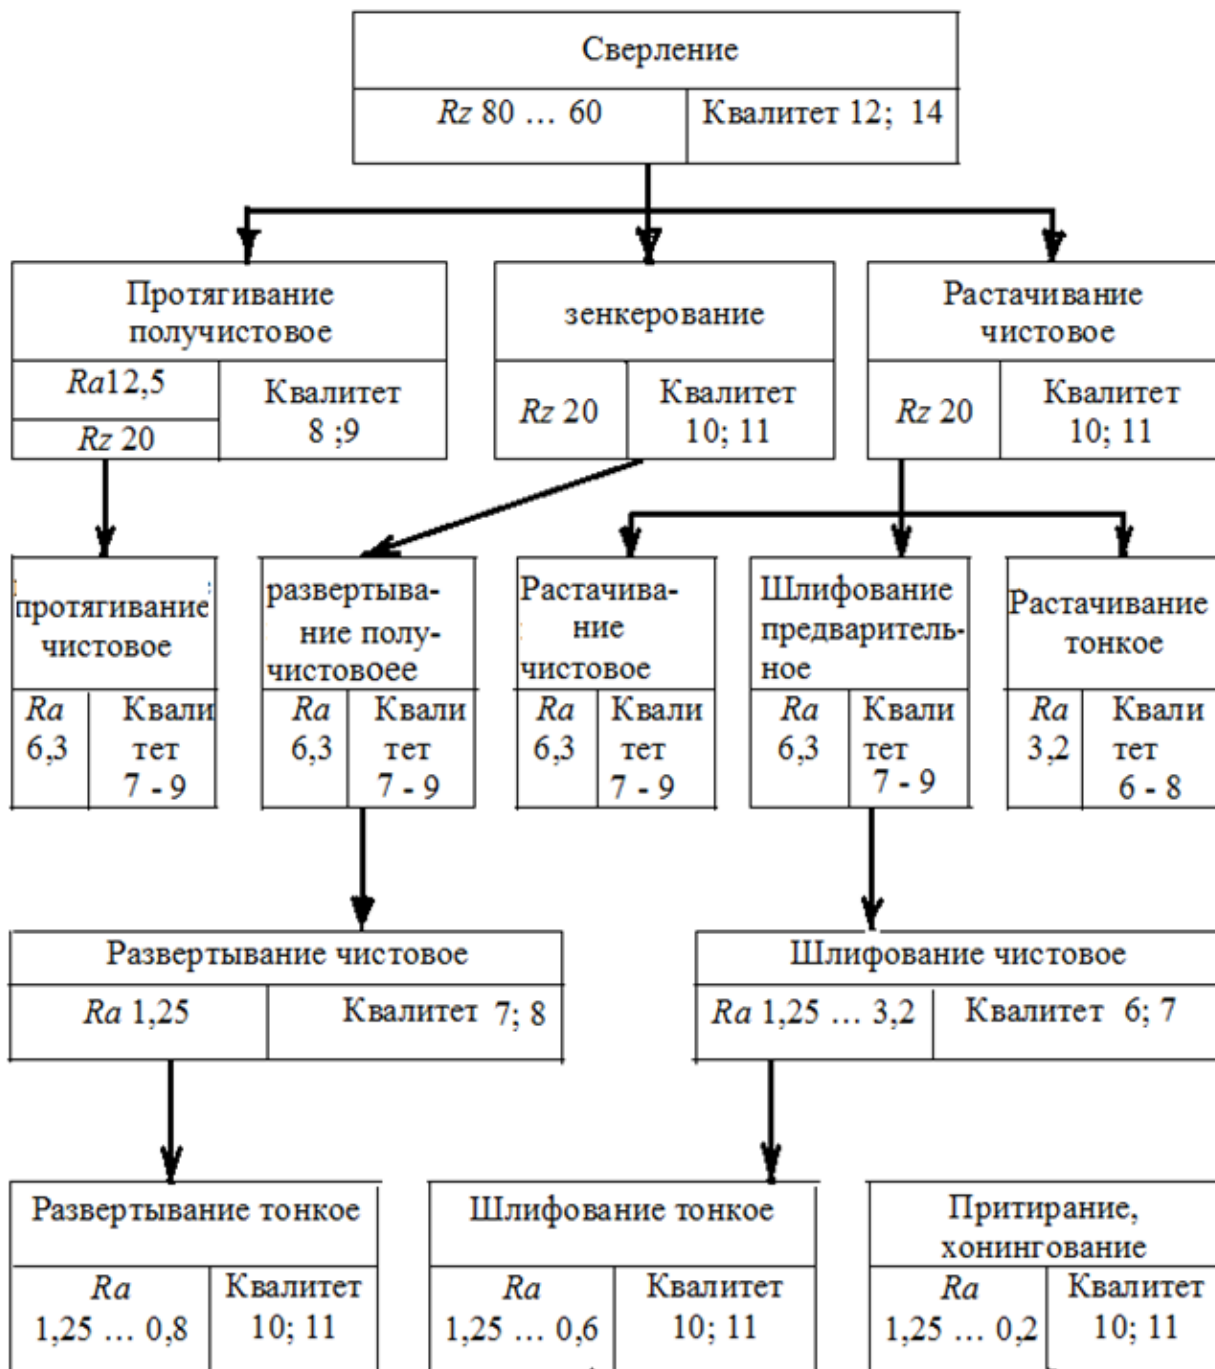 Сверление
Rz 80 ... 60
Квалитет 12; 14
Протягивание
получистовое
Ra12,5
Rz 20
Квалитет
8 ;9
зенкерование
Rz 20
Квалитет
10; 11
Растачивание
чистовое
Rz 20
Квалитет
10; 11
протягивание
чистовое
Ra
6,3
Квали
тет
7 - 9
развертыва-
ние полу-
чистовоее
Ra
6,3
Квали
тет
7 - 9
Растачива-
ние
чистовое
Ra
6,3
Квали
тет
7 - 9
Шлифование
предваритель-
ное
Ra
6,3
Квали
тет
7 - 9
Растачивание
тонкое
Ra
3,2
Квали
тет
6 - 8
Развертывание чистовое
Ra 1,25
Квалитет 7; 8
Шлифование чистовое
Ra 1,25 ... 3,2
Квалитет 6; 7
Развертывание тонкое
Ra
1,25 ... 0,8
Квалитет
10; 11
Шлифование тонкое
Ra
1,25 ... 0,6
Квалитет
10; 11
Притирание,
хонингование
Ra
1,25 ... 0,2
Квалитет
10; 11